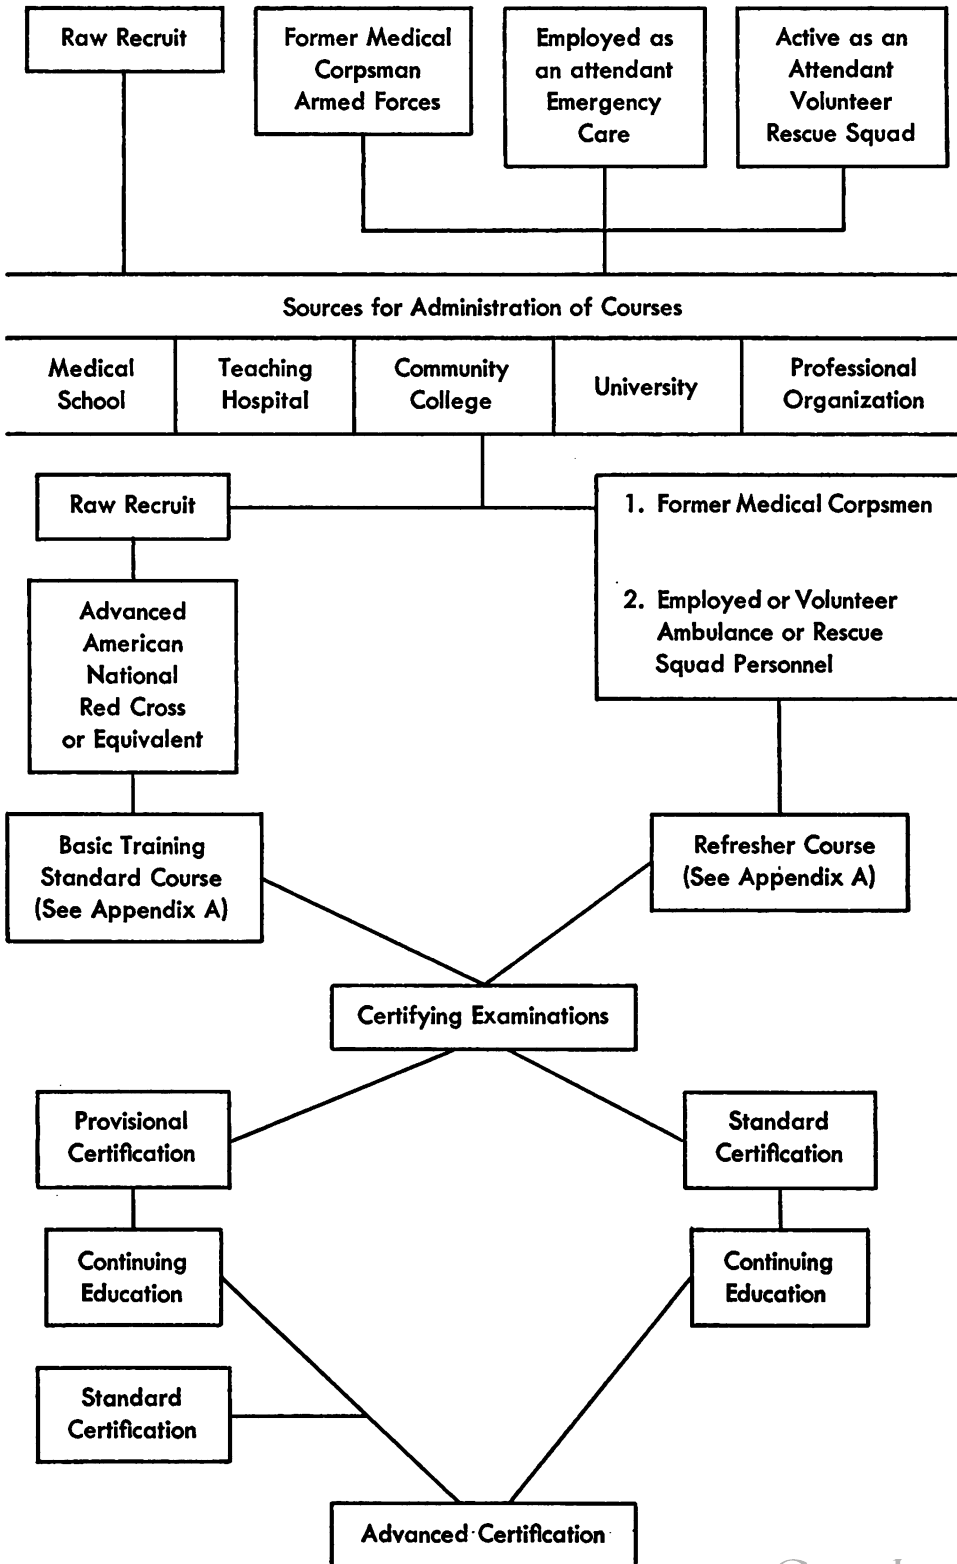 Raw Recruit
Former Medical
Corpsman
Armed Forces
Employed as
an attendant
Emergency
Care
Active as an
Attendant
Volunteer
Rescue Squad
Sources for Administration of Courses
Medical
School
Teaching
Hospital
Community
College
University
Professional
Organization
Raw Recruit
1. Former Medical Corpsmen
2. Employed or Volunteer
Ambulance or Rescue
Squad Personnel
Advanced
American
National
Red Cross
or Equivalent
Basic Training
Standard Course
(See Appendix A)
Refresher Course
(See Appendix A)
Certifying Examinations
Provisional
Certification
Standard
Certification
Continuing
Education
Continuing
Education
Standard
Certification
Advanced Certification